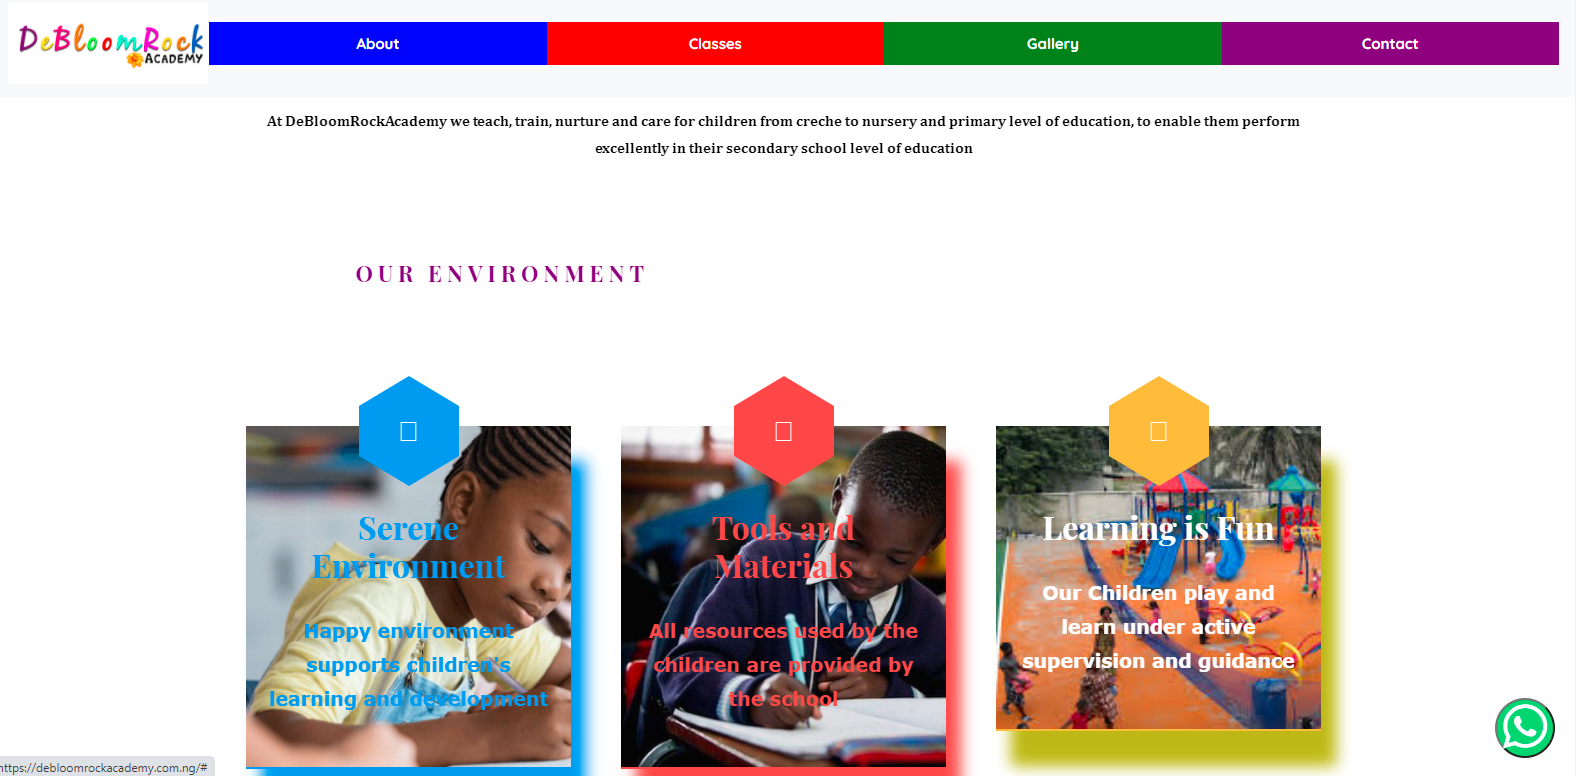 DeBloomRock
ACADEMY
About Classes Gallery Contact
At DeBloomRockAcademy we teach, train, nurture and care for children from creche to nursery and primary level of education, to enable them perform
excellently in their secondary school level of education
OUR ENVIRONMENT
Serene
Environment
Happy environment
supports children's
learning and development
Tools and
Materials
All resources used by the
children are provided by
the school
Learning is Fun
Our Children play and
learn under active
supervision and guidance
https://debloomrockacademy.com.ng/#